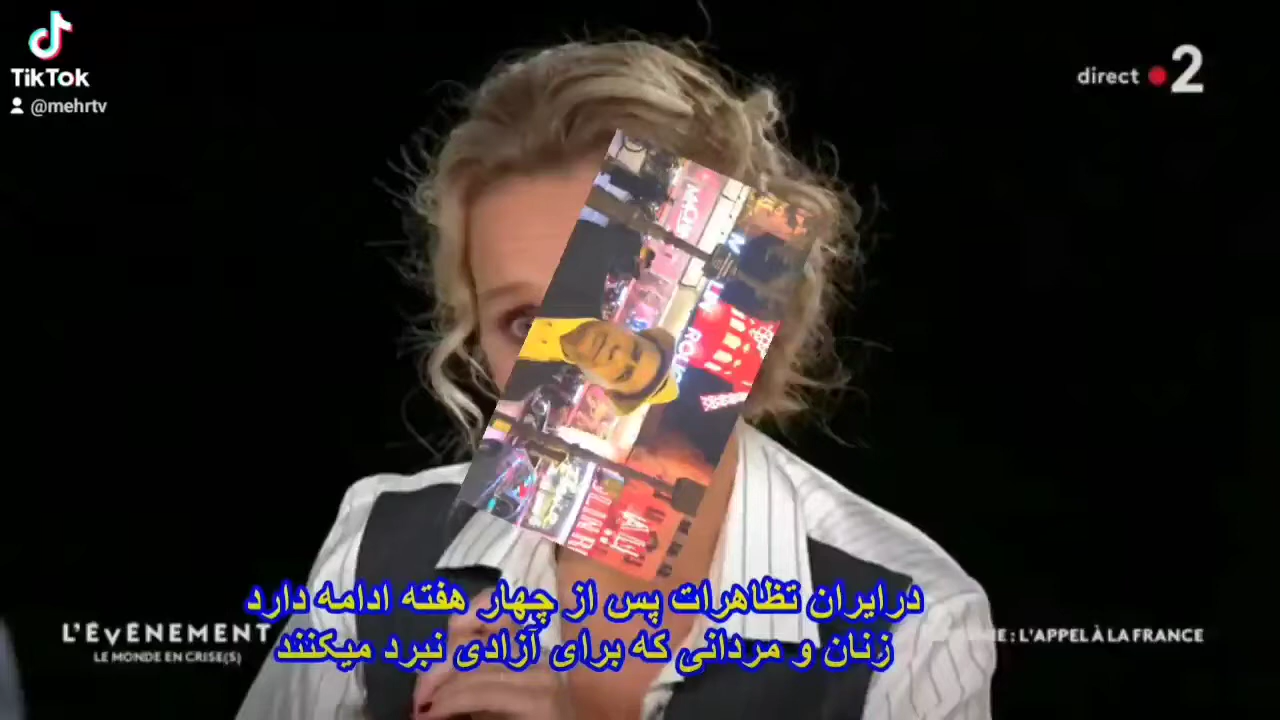 TikTok
@mehrtv
direct 2
درایران تظاهرات پس از چهار هفته ادامه دارد
زنان و مردانی که برای آزادی نبرد میکنند
L'ÉVÉNEMENT
LE MONDE EN CRISE(S)
: L'APPEL À LA FRANCE